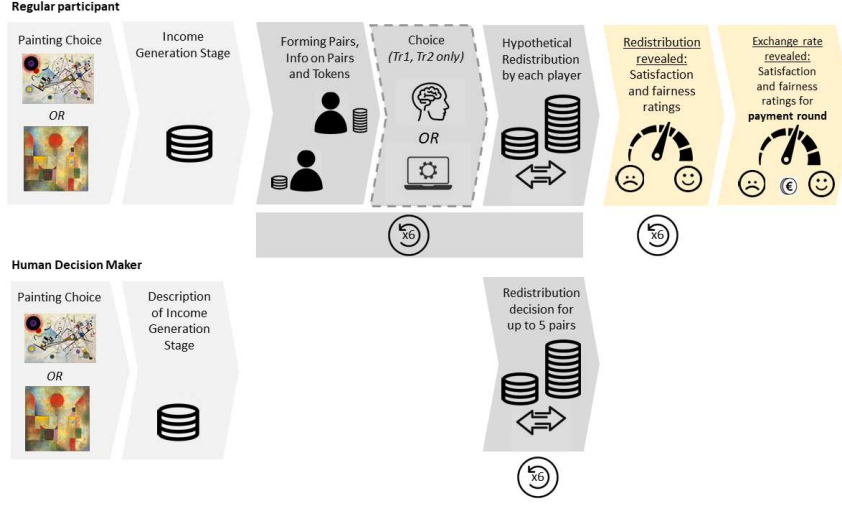 Regular participant
Painting Choice
OR
Income
Generation Stage
Forming Pairs,
Info on Pairs
and Tokens
Choice
(Tr1, Tr2 only)
OR
Hypothetical
Redistribution
by each player
Redistribution
revealed:
Satisfaction
and fairness
ratings
Exchange rate
revealed:
Satisfaction
and fairness
ratings for
payment round
€
x6
x6
Human Decision Maker
Painting Choice
OR
Description
of Income
Generation
Stage
Redistribution
decision for
up to 5 pairs
x6